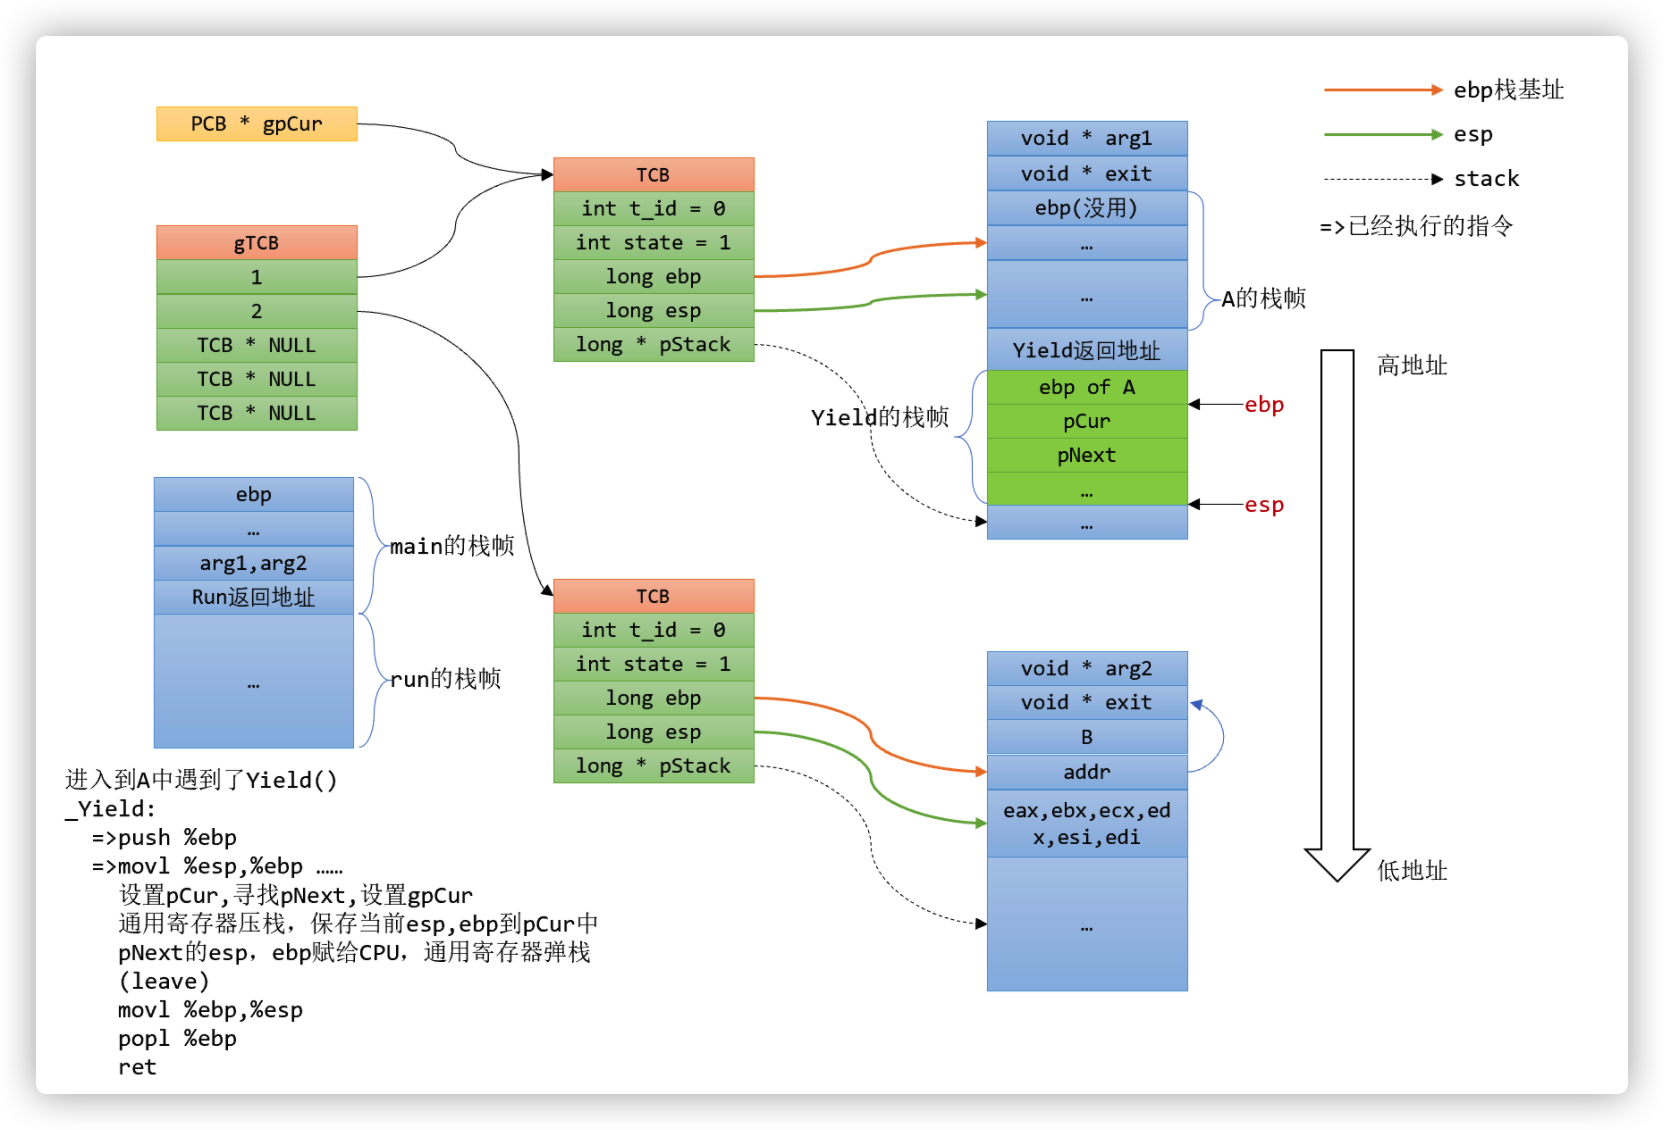 PCB * gpCur
gTCB
1
2
TCB * NULL
TCB * NULL
TCB * NULL
ebp
…
arg1,arg2
Run返回地址
…
main的栈帧
run的栈帧
进入到A中遇到了Yield()
_Yield:
=>push %ebp
=>movl %esp,%ebp ……
设置pCur,寻找pNext,设置gpCur
通用寄存器压栈，保存当前esp,ebp到pCur中
pNext的esp，ebp赋给CPU，通用寄存器弹栈
(leave)
movl %ebp,%esp
popl %ebp
ret
TCB
int t_id = 0
int state = 1
long ebp
long esp
long * pStack
TCB
int t_id = 0
int state = 1
long ebp
long esp
long * pStack
void * arg1
void * exit
ebp(没用)
…
…
Yield返回地址
ebp of A
pCur
pNext
…
…
A的栈帧
Yield的栈帧
ebp
esp
void * arg2
void * exit
B
addr
eax,ebx,ecx,ed
x,esi,edi
…
ebp栈基址
esp
stack
=>已经执行的指令
高地址
低地址